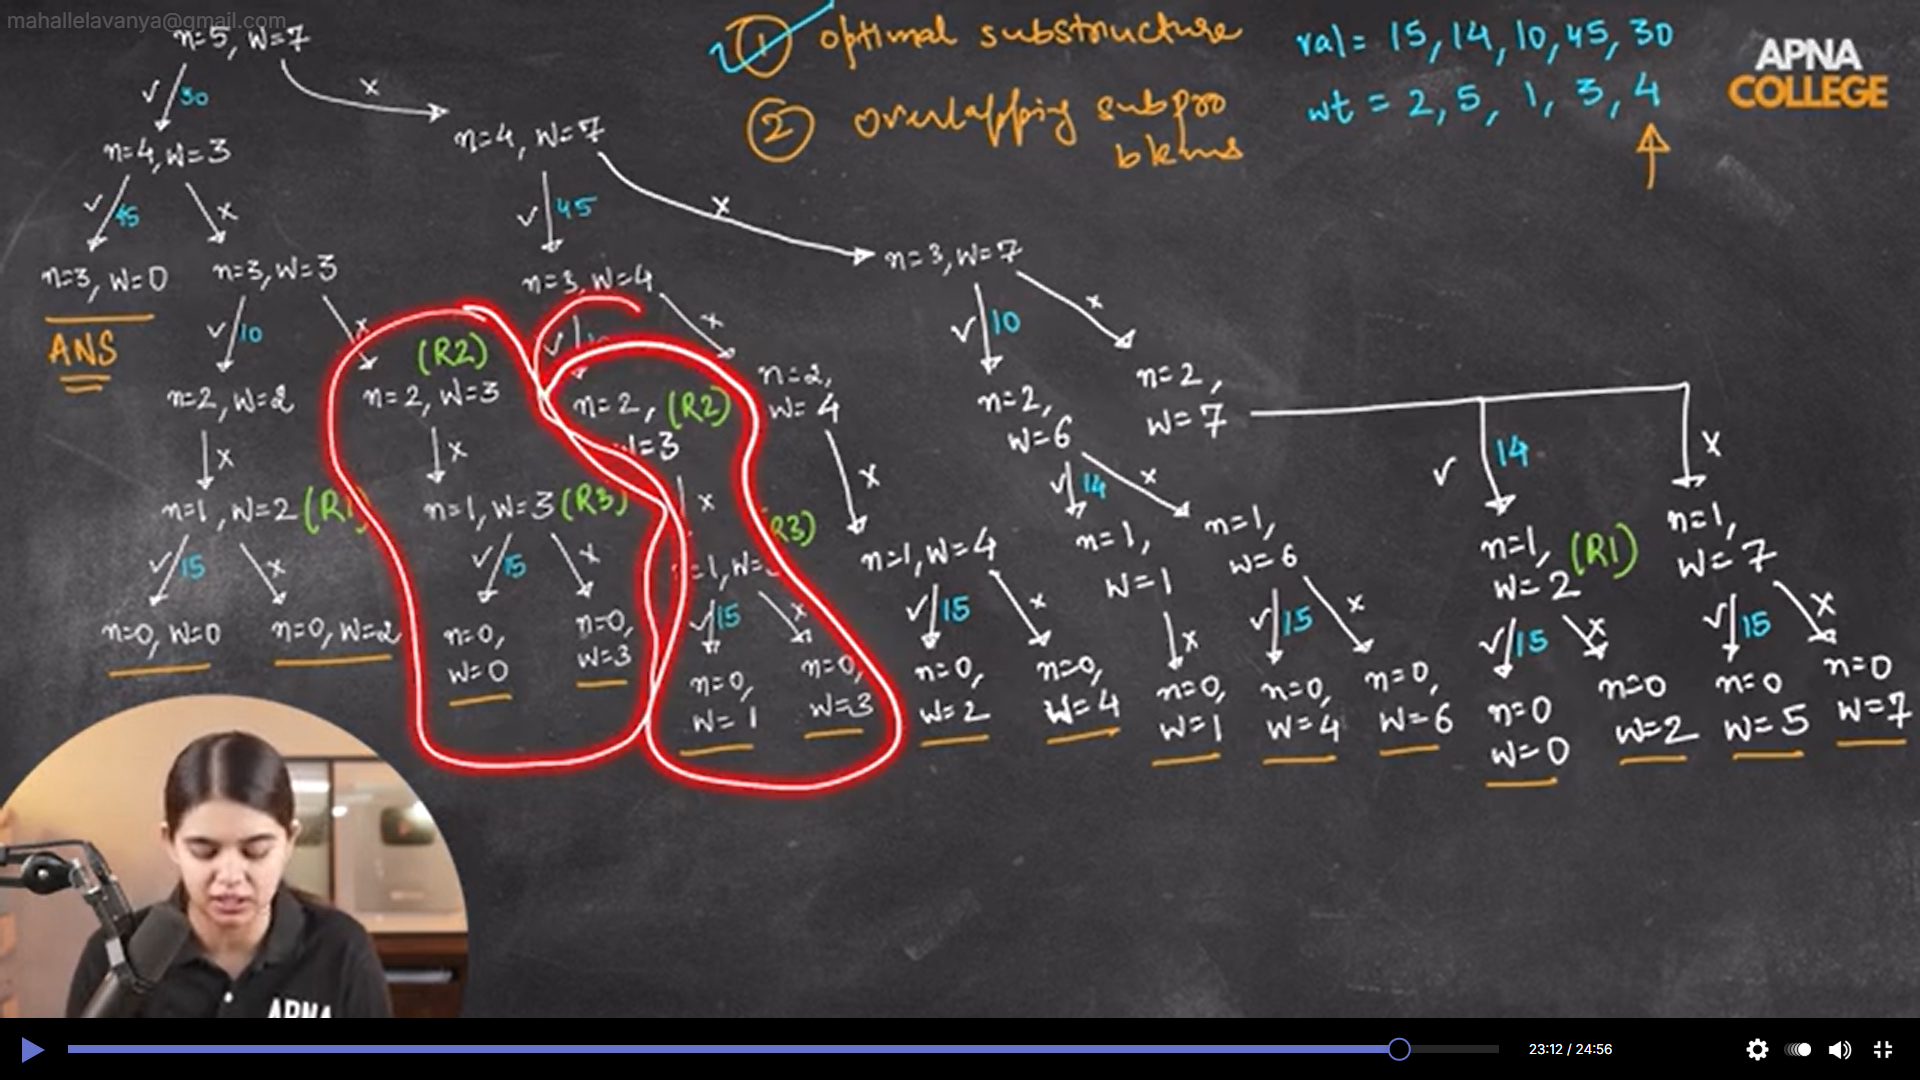 mahallelavanya@gmail.com
n=5, W=7
① optimal substructure
② overlapping subpro
blems
val = 15, 14, 10, 45, 30
wt = 2, 5, 1, 3, 4
APNA
COLLEGE
✓ 30
x
n=4, W=3
n=4, W=7
✓ 45
x
✓ 45
x
n=3, W=0
n=3, W=3
n=3, W=4
n=3, W=7
ANS
✓ 10
x
✓
x
✓ 10
x
n=2, W=2
(R2)
n=2, W=3
n=2, (R2)
W=3
n=2,
W=4
n=2,
W=6
n=2,
W=7
x
x
x
x
✓ 14
x
✓ 14
x
n=1, W=2 (R1
n=1, W=3 (R3)
=1, W=
R3)
n=1, W=4
n=1,
W=1
n=1,
W=6
n=1, (R1)
W=2
n=1,
W=7
✓ 15
x
✓ 15
x
✓ 15
x
✓ 15
x
x
✓ 15
x
✓ 15
x
✓ 15
x
n=0, W=0
n=0, W=2
n=0,
W=0
n=0,
W=3
n=0,
W=1
n=0,
W=3
n=0,
W=2
n=0,
W=4
n=0,
W=1
n=0,
W=4
n=0,
W=6
n=0
W=0
n=0
W=2
n=0
W=5
n=0
W=7
APNA
23:12 / 24:56